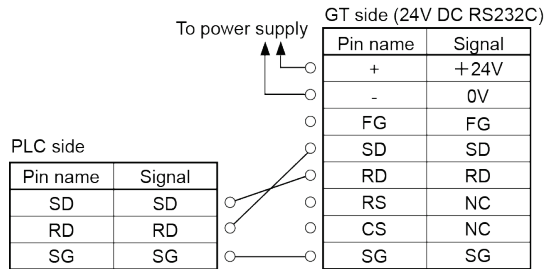 To power supply
GT side (24V DC RS232C)
Pin name Signal
+ +24V
- 0V
FG FG
SD SD
RD RD
RS NC
CS NC
SG SG
PLC side
Pin name Signal
SD SD
RD RD
SG SG